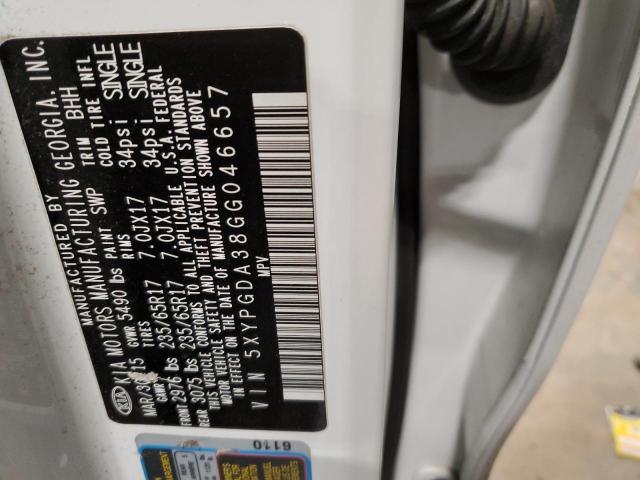 MANUFACTURED BY
KIA KIA MOTORS MANUFACTURING GEORGIA, INC.
GVWR 5490 lbs PAINT SWP TRIM BHH
TIRES RIMS COLD TIRE INFL
FRONT 2976 lbs 235/65R17 7.0JX17 34psi SINGLE
REAR 3075 lbs 235/65R17 7.0JX17 34psi SINGLE
THIS VEHICLE CONFORMS TO ALL APPLICABLE U.S.A. FEDERAL
MOTOR VEHICLE SAFETY AND THEFT PREVENTION STANDARDS
IN EFFECT ON THE DATE OF MANUFACTURE SHOWN ABOVE
VIN 5XYPGDA38GG046657
MPV
6110